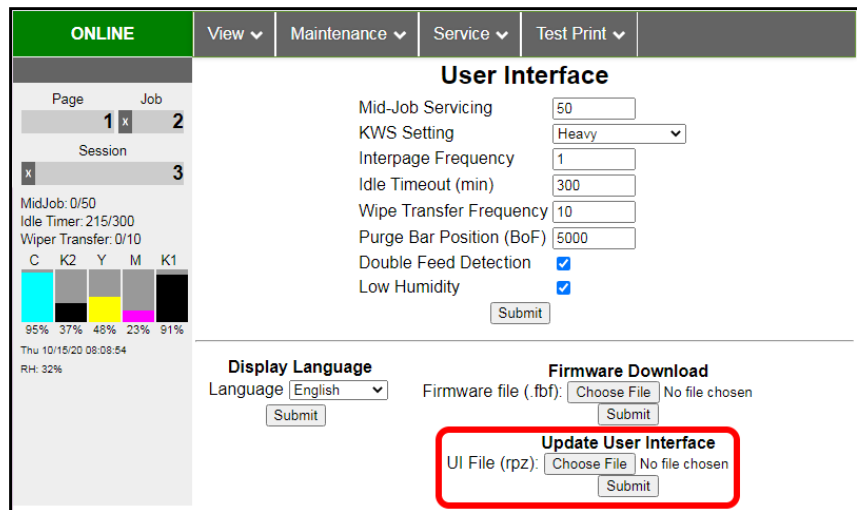 ONLINE
View
Maintenance
Service
Test Print
Page
Job
1
x
2
Session
x
3
MidJob: 0/50
Idle Timer: 215/300
Wiper Transfer: 0/10
C K2 Y M K1
95% 37% 48% 23% 91%
Thu 10/15/20 08:08:54
RH: 32%
User Interface
Mid-Job Servicing 50
KWS Setting Heavy
Interpage Frequency 1
Idle Timeout (min) 300
Wipe Transfer Frequency 10
Purge Bar Position (BoF) 5000
Double Feed Detection
Low Humidity
Submit
Display Language
Language English
Submit
Firmware Download
Firmware file (.fbf): Choose File No file chosen
Submit
Update User Interface
UI File (rpz): Choose File No file chosen
Submit